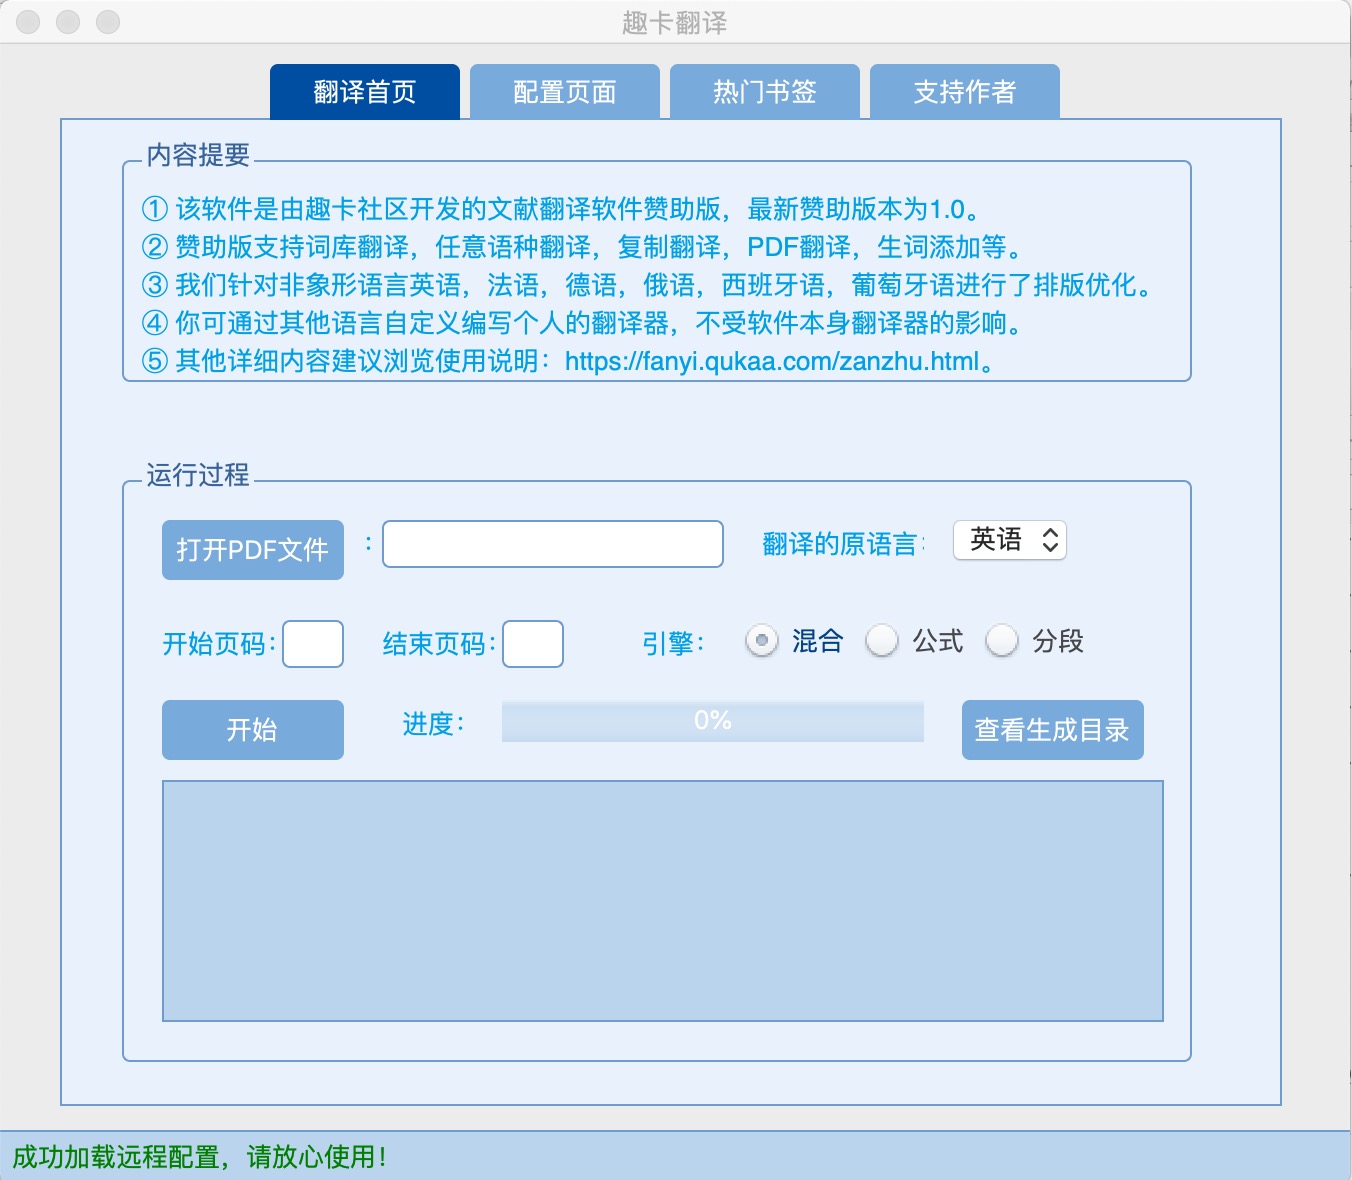 趣卡翻译
翻译首页 配置页面 热门书签 支持作者
内容提要
① 该软件是由趣卡社区开发的文献翻译软件赞助版，最新赞助版本为1.0。
② 赞助版支持词库翻译，任意语种翻译，复制翻译，PDF翻译，生词添加等。
③ 我们针对非象形语言英语，法语，德语，俄语，西班牙语，葡萄牙语进行了排版优化。
④ 你可通过其他语言自定义编写个人的翻译器，不受软件本身翻译器的影响。
⑤ 其他详细内容建议浏览使用说明：https://fanyi.qukaa.com/zanzhu.html。
运行过程
打开PDF文件 : 翻译的原语言: 英语
开始页码: 结束页码: 引擎: 混合 公式 分段
开始 进度: 0% 查看生成目录
成功加载远程配置，请放心使用！